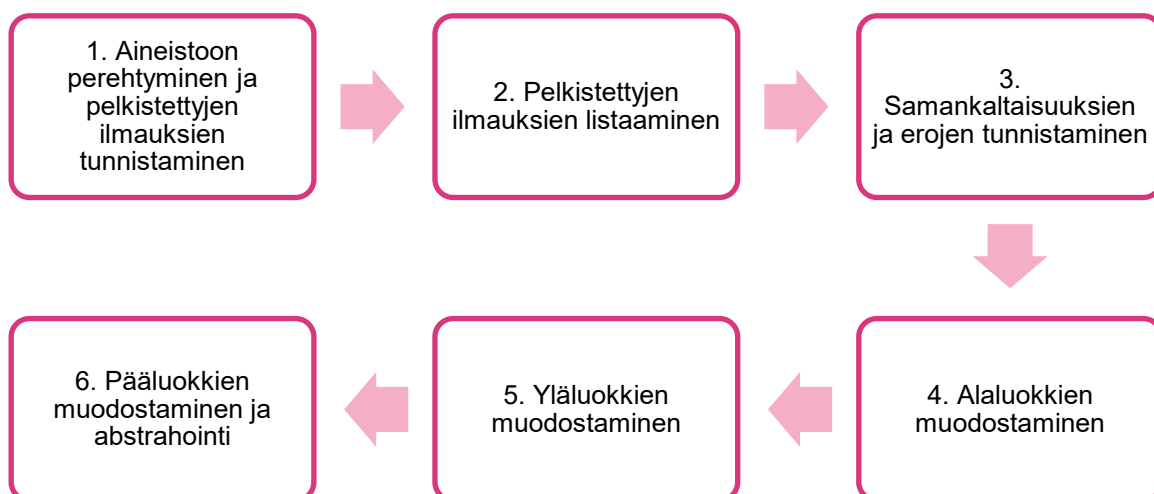 1. Aineistoon
perehtyminen ja
pelkistettyjen
ilmauksien
tunnistaminen
2. Pelkistettyjen
ilmauksien listaaminen
3.
Samankaltaisuuksien
ja erojen tunnistaminen
4. Alaluokkien
muodostaminen
5. Yläluokkien
muodostaminen
6. Pääluokkien
muodostaminen ja
abstrahointi